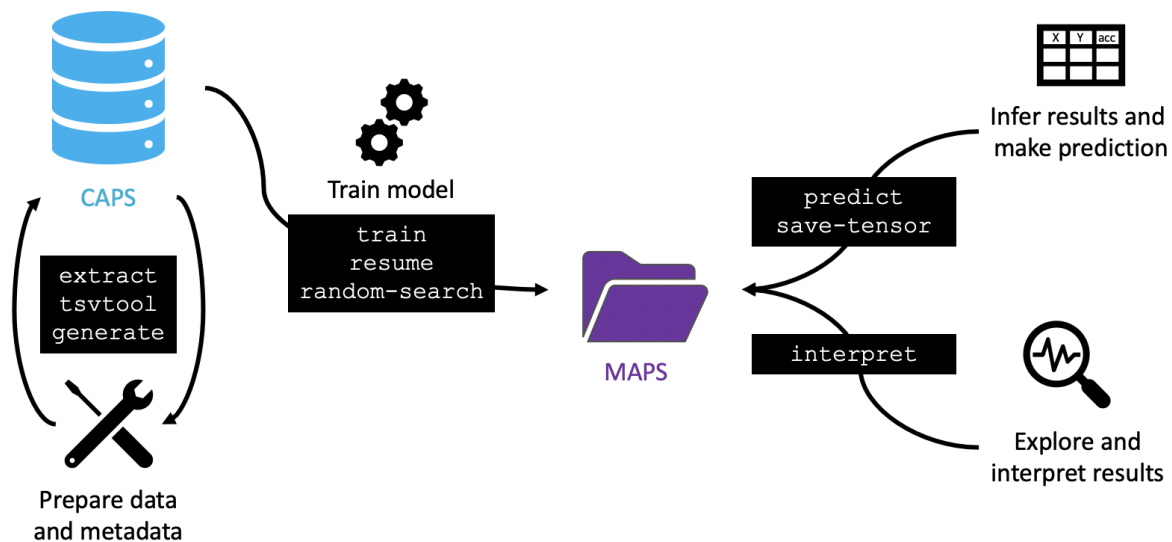 CAPS
extract
tsvtool
generate
Prepare data
and metadata
Train model
train
resume
random-search
MAPS
X Y acc
Infer results and
make prediction
predict
save-tensor
interpret
Explore and
interpret results